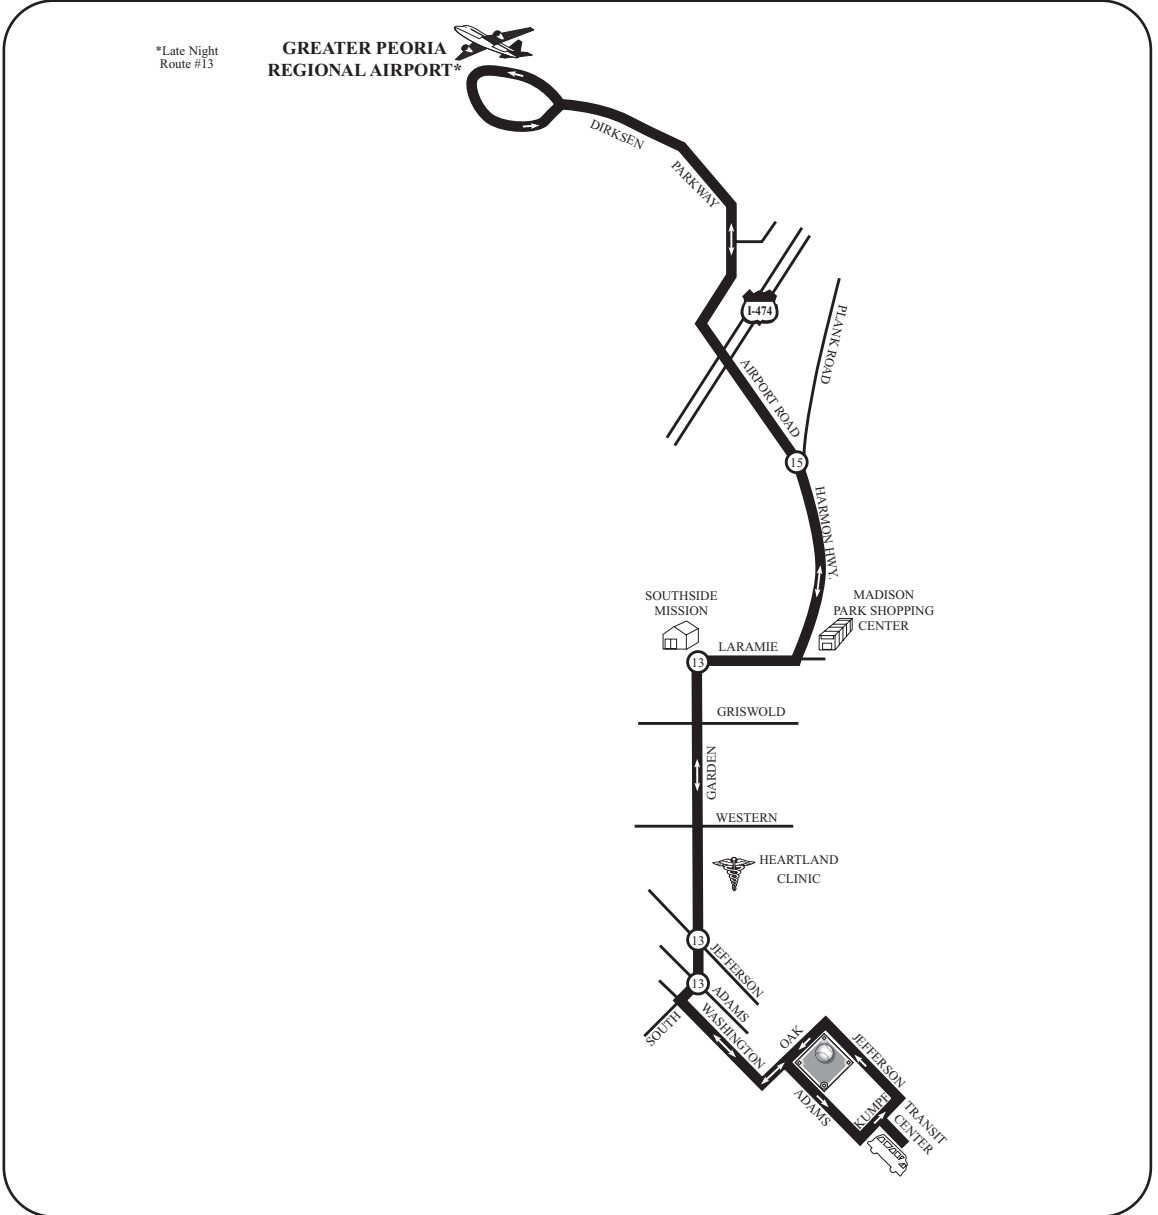 *Late Night
Route #13
GREATER PEORIA
REGIONAL AIRPORT*
DIRKSEN
PARKWAY
I-474
PLANK ROAD
AIRPORT ROAD
15
HARMON HWY.
SOUTHSIDE
MISSION
MADISON
PARK SHOPPING
CENTER
LARAMIE
13
GRISWOLD
GARDEN
WESTERN
HEARTLAND
CLINIC
13
JEFFERSON
13
ADAMS
WASHINGTON
SOUTH
OAK
JEFFERSON
ADAMS
KUMPF
TRANSIT
CENTER